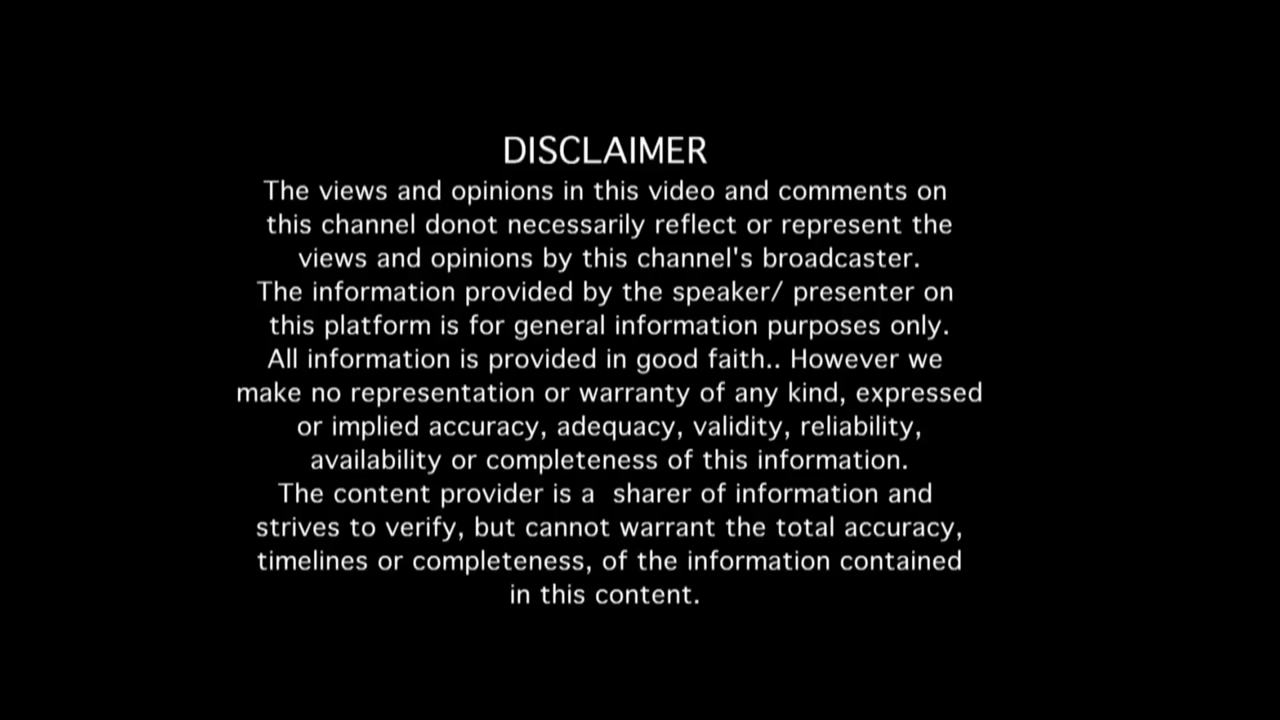 DISCLAIMER
The views and opinions in this video and comments on
this channel donot necessarily reflect or represent the
views and opinions by this channel's broadcaster.
The information provided by the speaker/ presenter on
this platform is for general information purposes only.
All information is provided in good faith.. However we
make no representation or warranty of any kind, expressed
or implied accuracy, adequacy, validity, reliability,
availability or completeness of this information.
The content provider is a  sharer of information and
strives to verify, but cannot warrant the total accuracy,
timelines or completeness, of the information contained
in this content.